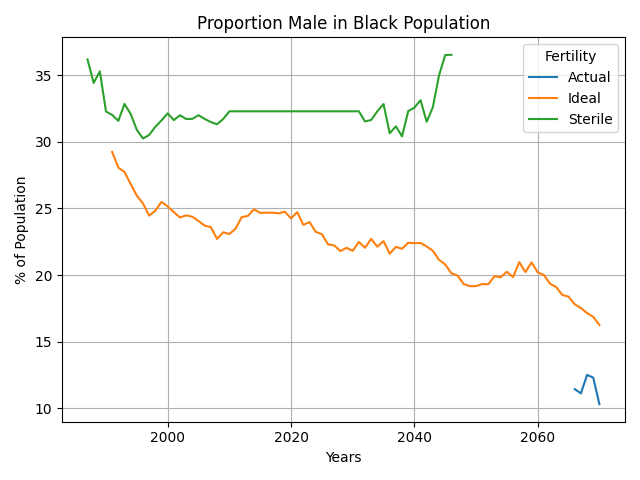 Proportion Male in Black Population
Fertility
Actual
Ideal
Sterile
% of Population
35
30
25
20
15
10
2000
2020
2040
2060
Years